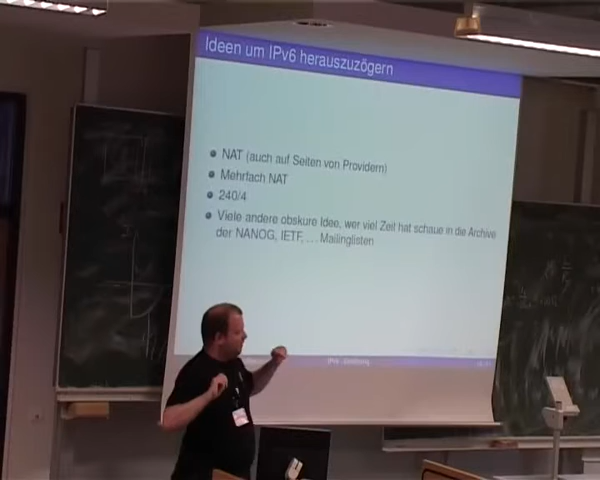 Ideen um IPv6 herauszuzögern
NAT (auch auf Seiten von Providern)
Mehrfach NAT
240/4
Viele andere obskure Idee, wer viel Zeit hat schaue in die Archive
der NANOG, IETF, ... Mailinglisten